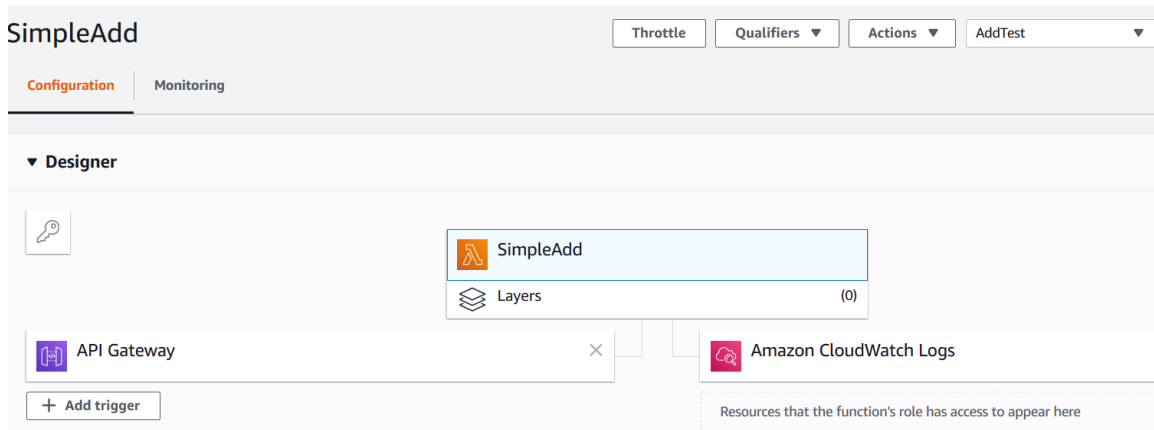 SimpleAdd
Throttle
Qualifiers
Actions
AddTest
Configuration
Monitoring
Designer
SimpleAdd
Layers
(0)
API Gateway
Amazon CloudWatch Logs
+ Add trigger
Resources that the function's role has access to appear here